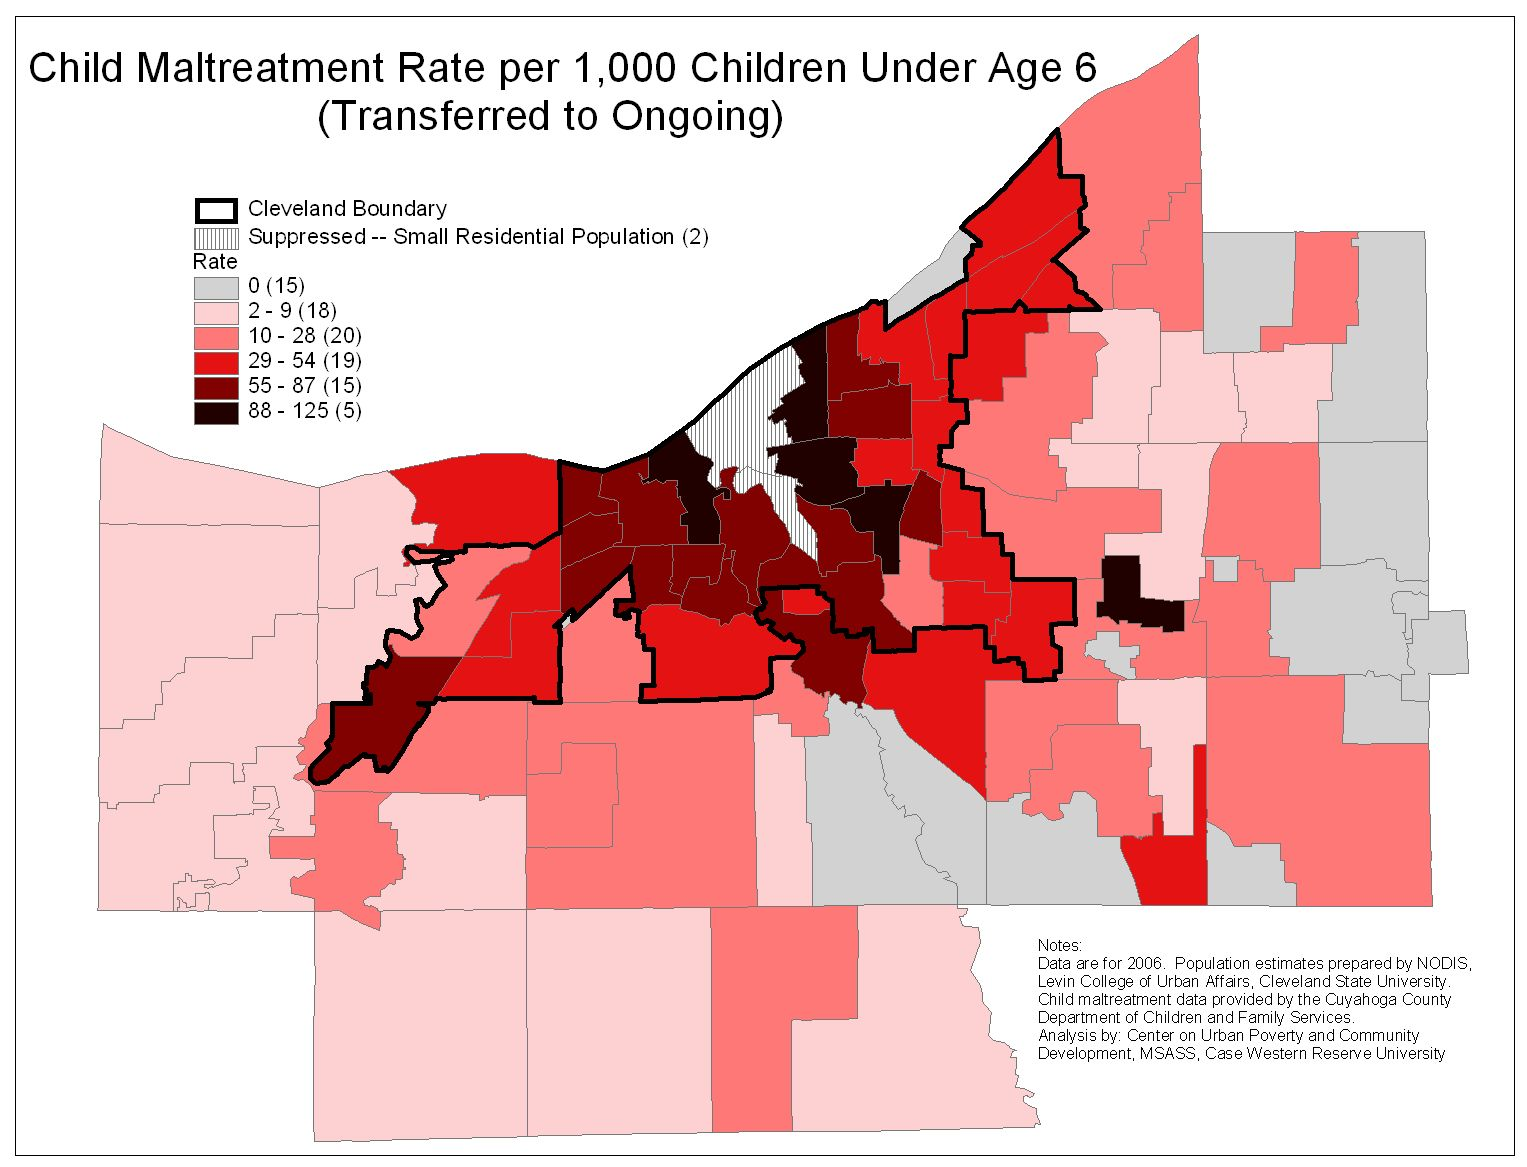 Child Maltreatment Rate per 1,000 Children Under Age 6
(Transferred to Ongoing)
Cleveland Boundary
Suppressed -- Small Residential Population (2)
Rate
0 (15)
2 - 9 (18)
10 - 28 (20)
29 - 54 (19)
55 - 87 (15)
88 - 125 (5)
Notes:
Data are for 2006. Population estimates prepared by NODIS,
Levin College of Urban Affairs, Cleveland State University.
Child maltreatment data provided by the Cuyahoga County
Department of Children and Family Services.
Analysis by: Center on Urban Poverty and Community
Development, MSASS, Case Western Reserve University